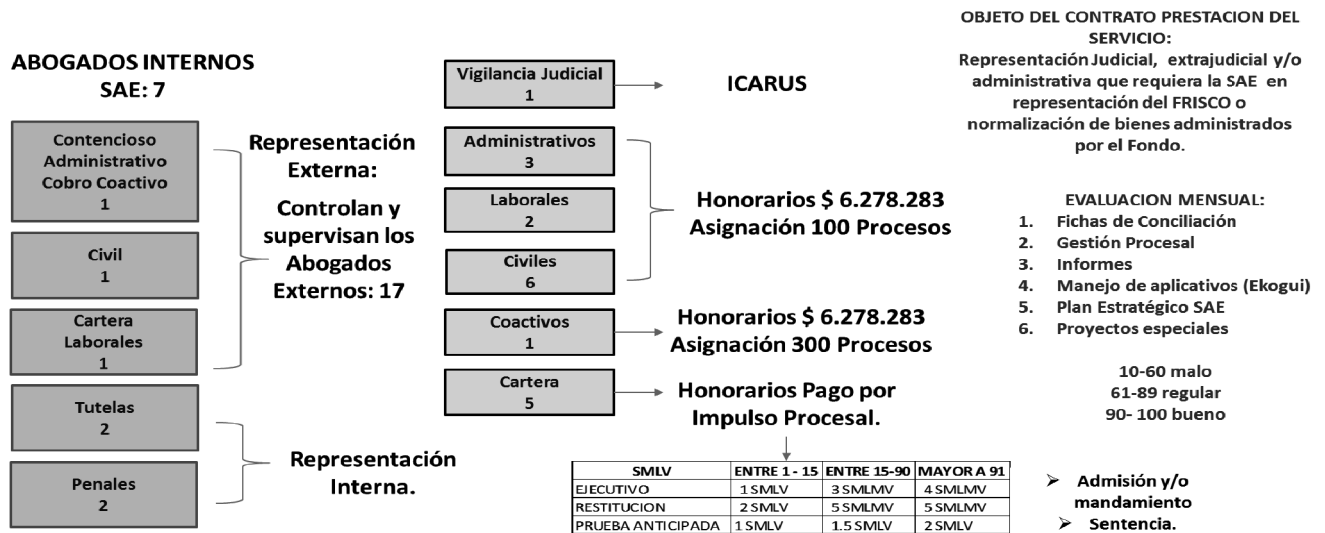 ABOGADOS INTERNOS
SAE: 7
Contencioso
Administrativo
Cobro Coactivo
1
Civil
1
Cartera
Laborales
1
Tutelas
2
Penales
2
Representación
Externa:
Controlan y
supervisan los
Abogados
Externos: 17
Representación
Interna.
Vigilancia Judicial
1
ICARUS
Administrativos
3
Laborales
2
Civiles
6
Honorarios $ 6.278.283
Asignación 100 Procesos
Coactivos
1
Honorarios $ 6.278.283
Asignación 300 Procesos
Cartera
5
Honorarios Pago por
Impulso Procesal.
SMLV ENTRE 1 - 15 ENTRE 15-90 MAYOR A 91
EJECUTIVO 1 SMLV 3 SMLMV 4 SMLMV
RESTITUCION 2 SMLV 5 SMLMV 5 SMLMV
PRUEBA ANTICIPADA 1 SMLV 1.5 SMLV 2 SMLV
OBJETO DEL CONTRATO PRESTACION DEL
SERVICIO:
Representación Judicial, extrajudicial y/o
administrativa que requiera la SAE en
representación del FRISCO o
normalización de bienes administrados
por el Fondo.
EVALUACION MENSUAL:
1. Fichas de Conciliación
2. Gestión Procesal
3. Informes
4. Manejo de aplicativos (Ekogui)
5. Plan Estratégico SAE
6. Proyectos especiales
10-60 malo
61-89 regular
90- 100 bueno
➢ Admisión y/o
mandamiento
➢ Sentencia.